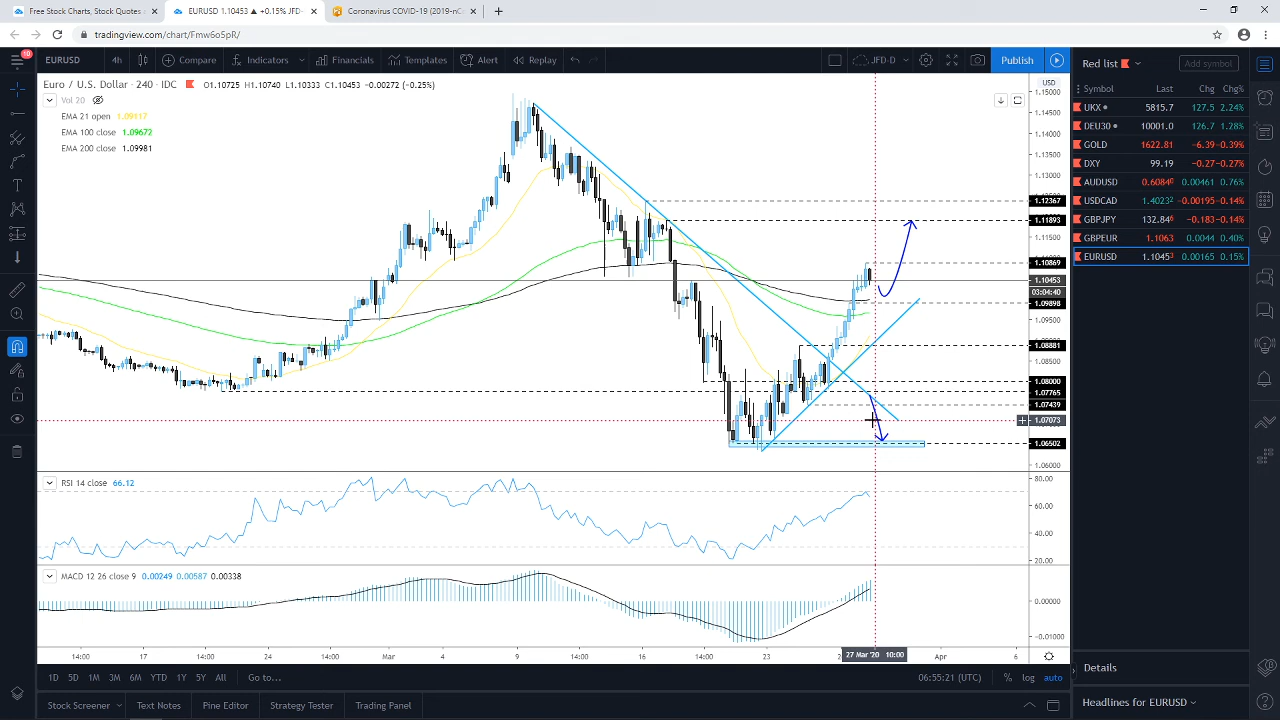 Free Stock Charts, Stock Quotes
EURUSD 1.10453 ▲ +0.15% JFD-
Coronavirus COVID-19 (2019-nC
tradingview.com/chart/Fmw6o5pR/
10
EURUSD 4h Compare Indicators Financials Templates Alert Replay JFD-D Publish
Red list Add symbol
Euro / U.S. Dollar · 240 · IDC O1.10725 H1.10740 L1.10333 C1.10453 −0.00272 (−0.25%)
Vol 20
EMA 21 open 1.09117
EMA 100 close 1.09672
EMA 200 close 1.09981
USD
1.15000
1.14500
1.14000
1.13500
1.13000
1.12367
1.11893
1.11500
1.10869
1.10453
03:04:40
1.09898
1.09500
1.08881
1.08500
1.08000
1.07765
1.07439
1.07073
1.06502
1.06000
Symbol Last Chg Chg%
UKX 5815.7 127.5 2.24%
DEU30 10001.0 126.7 1.28%
GOLD 1622.81 −6.39 −0.39%
DXY 99.19 −0.27 −0.27%
AUDUSD 0.60840 0.00461 0.76%
USDCAD 1.40232 −0.00195 −0.14%
GBPJPY 132.846 −0.183 −0.14%
GBPEUR 1.1063 0.0044 0.40%
EURUSD 1.10453 0.00165 0.15%
RSI 14 close 66.12
80.00
60.00
40.00
20.00
MACD 12 26 close 9 0.00249 0.00587 0.00338
0.00000
-0.01000
14:00 17 14:00 24 14:00 Mar 4 9 14:00 16 14:00 23 27 Mar '20 10:00 Apr 6
1D 5D 1M 3M 6M YTD 1Y 5Y All Go to... 06:55:21 (UTC) % log auto
Stock Screener Text Notes Pine Editor Strategy Tester Trading Panel
Details
Headlines for EURUSD